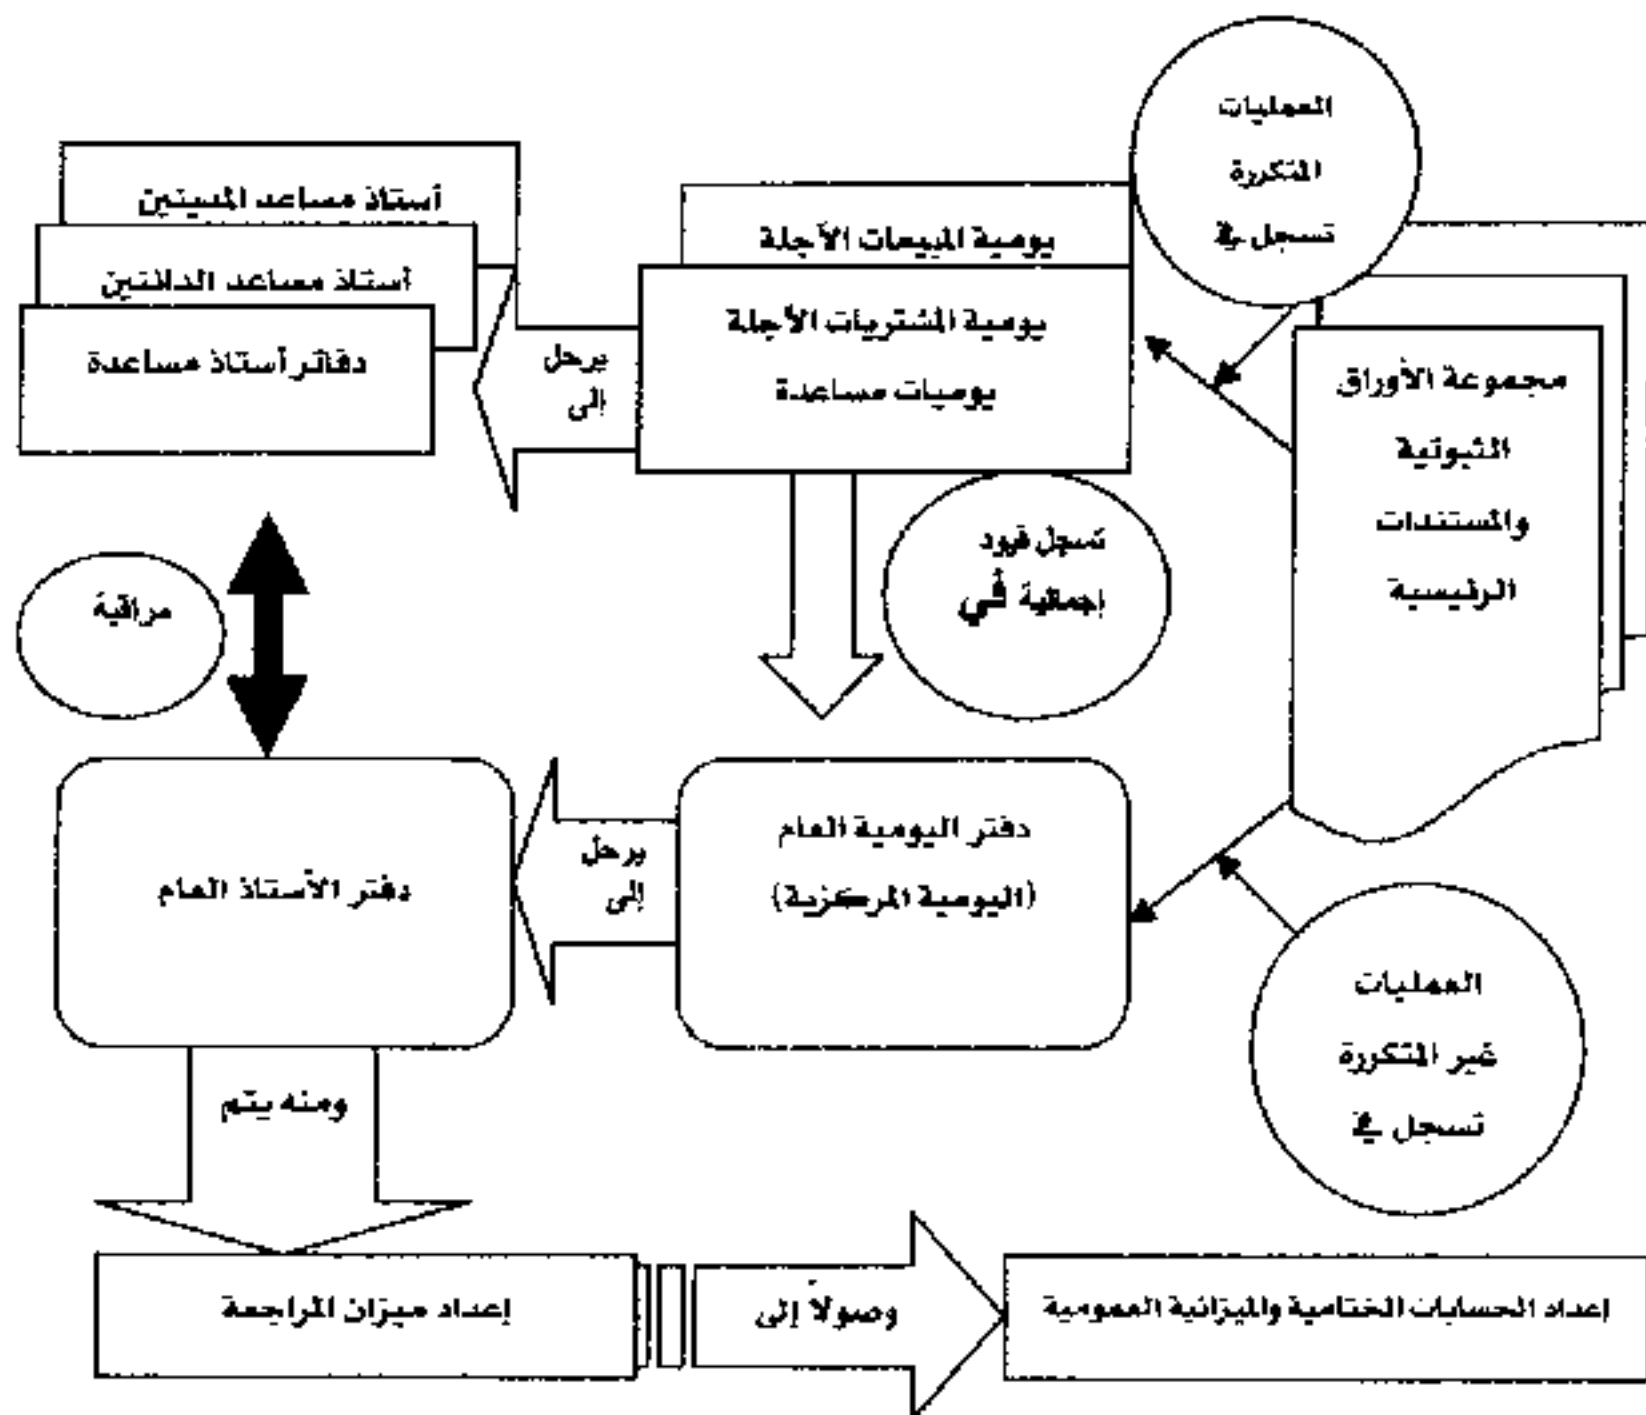 العمليات
المتكررة
تسجل في
مجموعة الأوراق
الثبوتية
والمستندات
الرئيسية
يومية المبيعات الآجلة
يومية المشتريات الآجلة
يوميات مساعدة
يرحل
إلى
أستاذ مساعد المدينين
أستاذ مساعد الدائنين
دفاتر أستاذ مساعدة
تسجل قيود
إجمالية في
مراقبة
دفتر اليومية العام
(اليومية المركزية)
يرحل
إلى
دفتر الأستاذ العام
العمليات
غير المتكررة
تسجل في
ومنه يتم
إعداد ميزان المراجعة
وصولاً إلى
إعداد الحسابات الختامية والميزانية العمومية